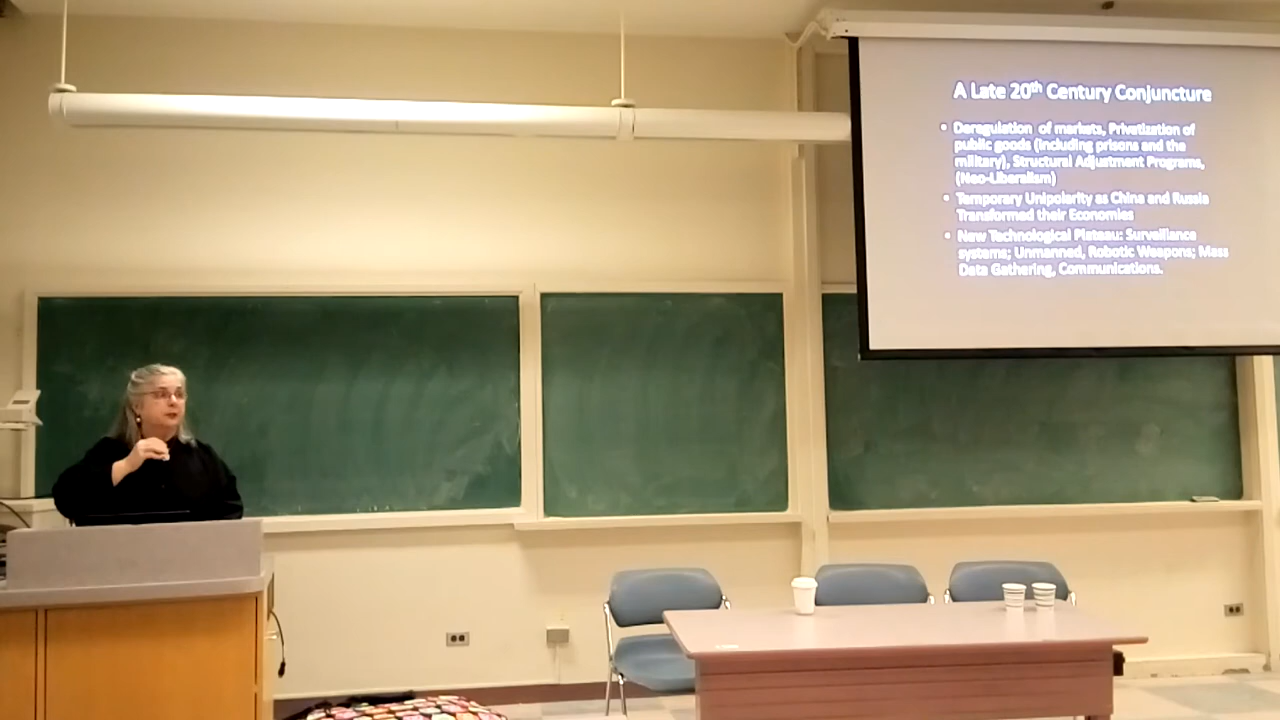 A Late 20th Century Conjuncture
• Deregulation of markets, Privatization of
public goods (including prisons and the
military), Structural Adjustment Programs,
(Neo-Liberalism)
• Temporary Unipolarity as China and Russia
Transformed their Economies
• New Technological Plateau: Surveillance
systems; Unmanned, Robotic Weapons; Mass
Data Gathering, Communications.